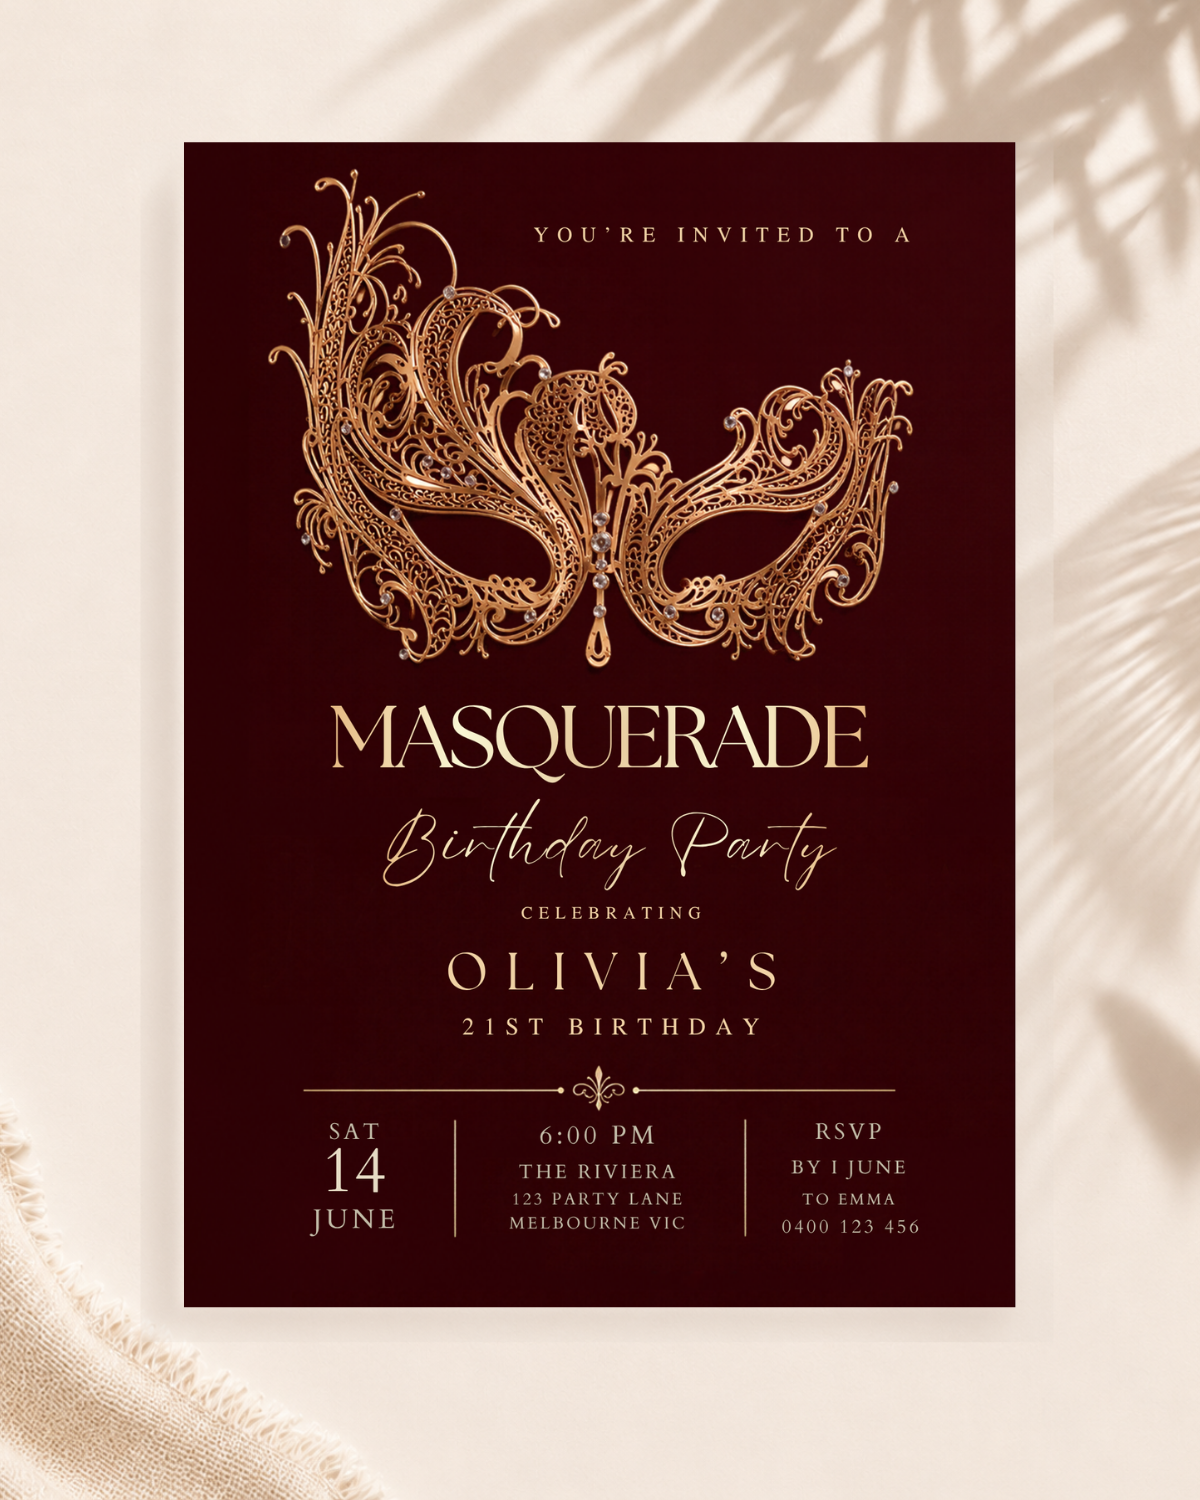 YOU’RE INVITED TO A
MASQUERADE
Birthday Party
CELEBRATING
OLIVIA’S
21ST BIRTHDAY
SAT
14
JUNE
6:00 PM
THE RIVIERA
123 PARTY LANE
MELBOURNE VIC
RSVP
BY 1 JUNE
TO EMMA
0400 123 456